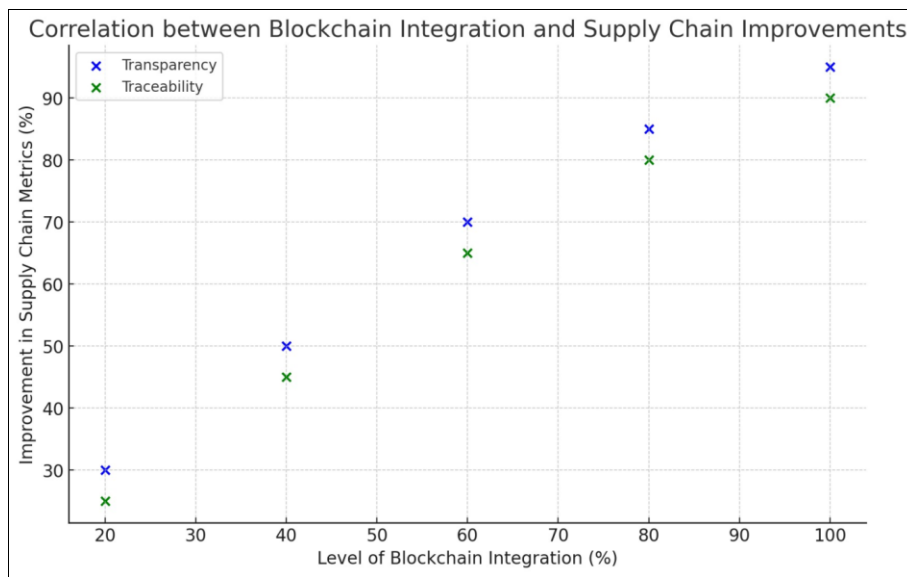 Correlation between Blockchain Integration and Supply Chain Improvements
Transparency
Traceability
Improvement in Supply Chain Metrics (%)
90
80
70
60
50
40
30
20 30 40 50 60 70 80 90 100
Level of Blockchain Integration (%)